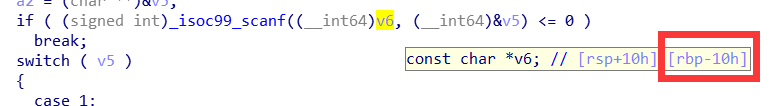 a2 = (char **)&v5;
if ( (signed int)_isoc99_scanf((__int64)v6, (__int64)&v5) <= 0 )
break;
switch ( v5 )
const char *v6; // [rsp+10h] [rbp-10h]
{
case 1: